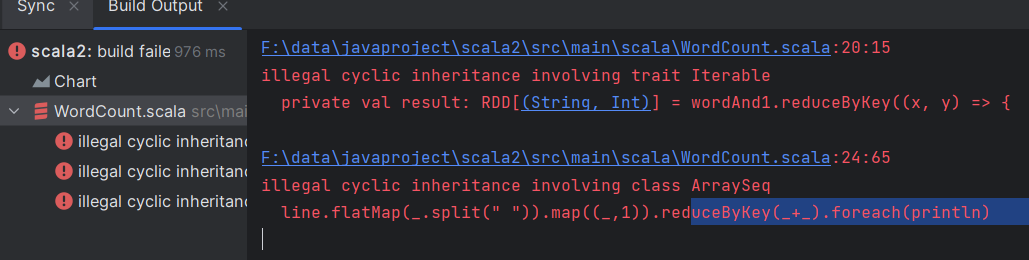 Sync ×
Build Output ×
scala2: build faile 976 ms
Chart
WordCount.scala src\mai
illegal cyclic inheritanc
illegal cyclic inheritanc
illegal cyclic inheritanc
F:\data\javaproject\scala2\src\main\scala\WordCount.scala:20:15
illegal cyclic inheritance involving trait Iterable
private val result: RDD[(String, Int)] = wordAnd1.reduceByKey((x, y) => {
F:\data\javaproject\scala2\src\main\scala\WordCount.scala:24:65
illegal cyclic inheritance involving class ArraySeq
line.flatMap(_.split(" ")).map((_,1)).reduceByKey(_+_).foreach(println)